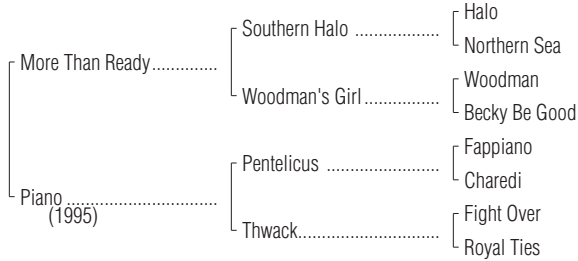 Halo
Southern Halo ..................
Northern Sea
More Than Ready..............
Woodman
Woodman's Girl................
Becky Be Good
Fappiano
Pentelicus ........................
Charedi
Piano ................................
(1995)
Fight Over
Thwack..............................
Royal Ties